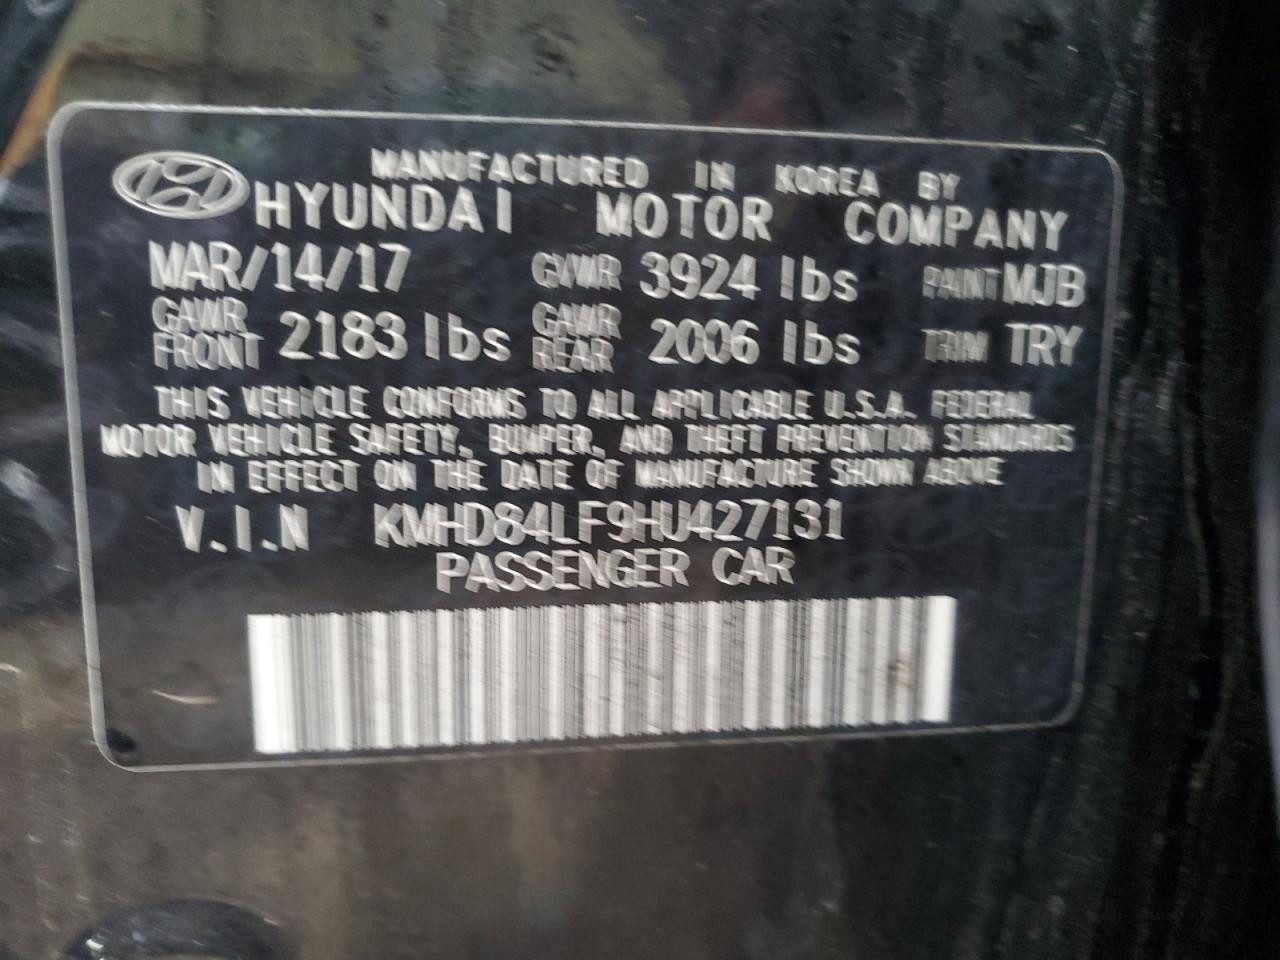 MANUFACTURED IN KOREA BY
HYUNDAI MOTOR COMPANY
MAR/14/17 GVWR 3924 lbs PAINT MJB
GAWR FRONT 2183 lbs GAWR REAR 2006 lbs TRIM TRY
THIS VEHICLE CONFORMS TO ALL APPLICABLE U.S.A. FEDERAL
MOTOR VEHICLE SAFETY, BUMPER, AND THEFT PREVENTION STANDARDS
IN EFFECT ON THE DATE OF MANUFACTURE SHOWN ABOVE
V.I.N KMHD84LF9HU427131
PASSENGER CAR